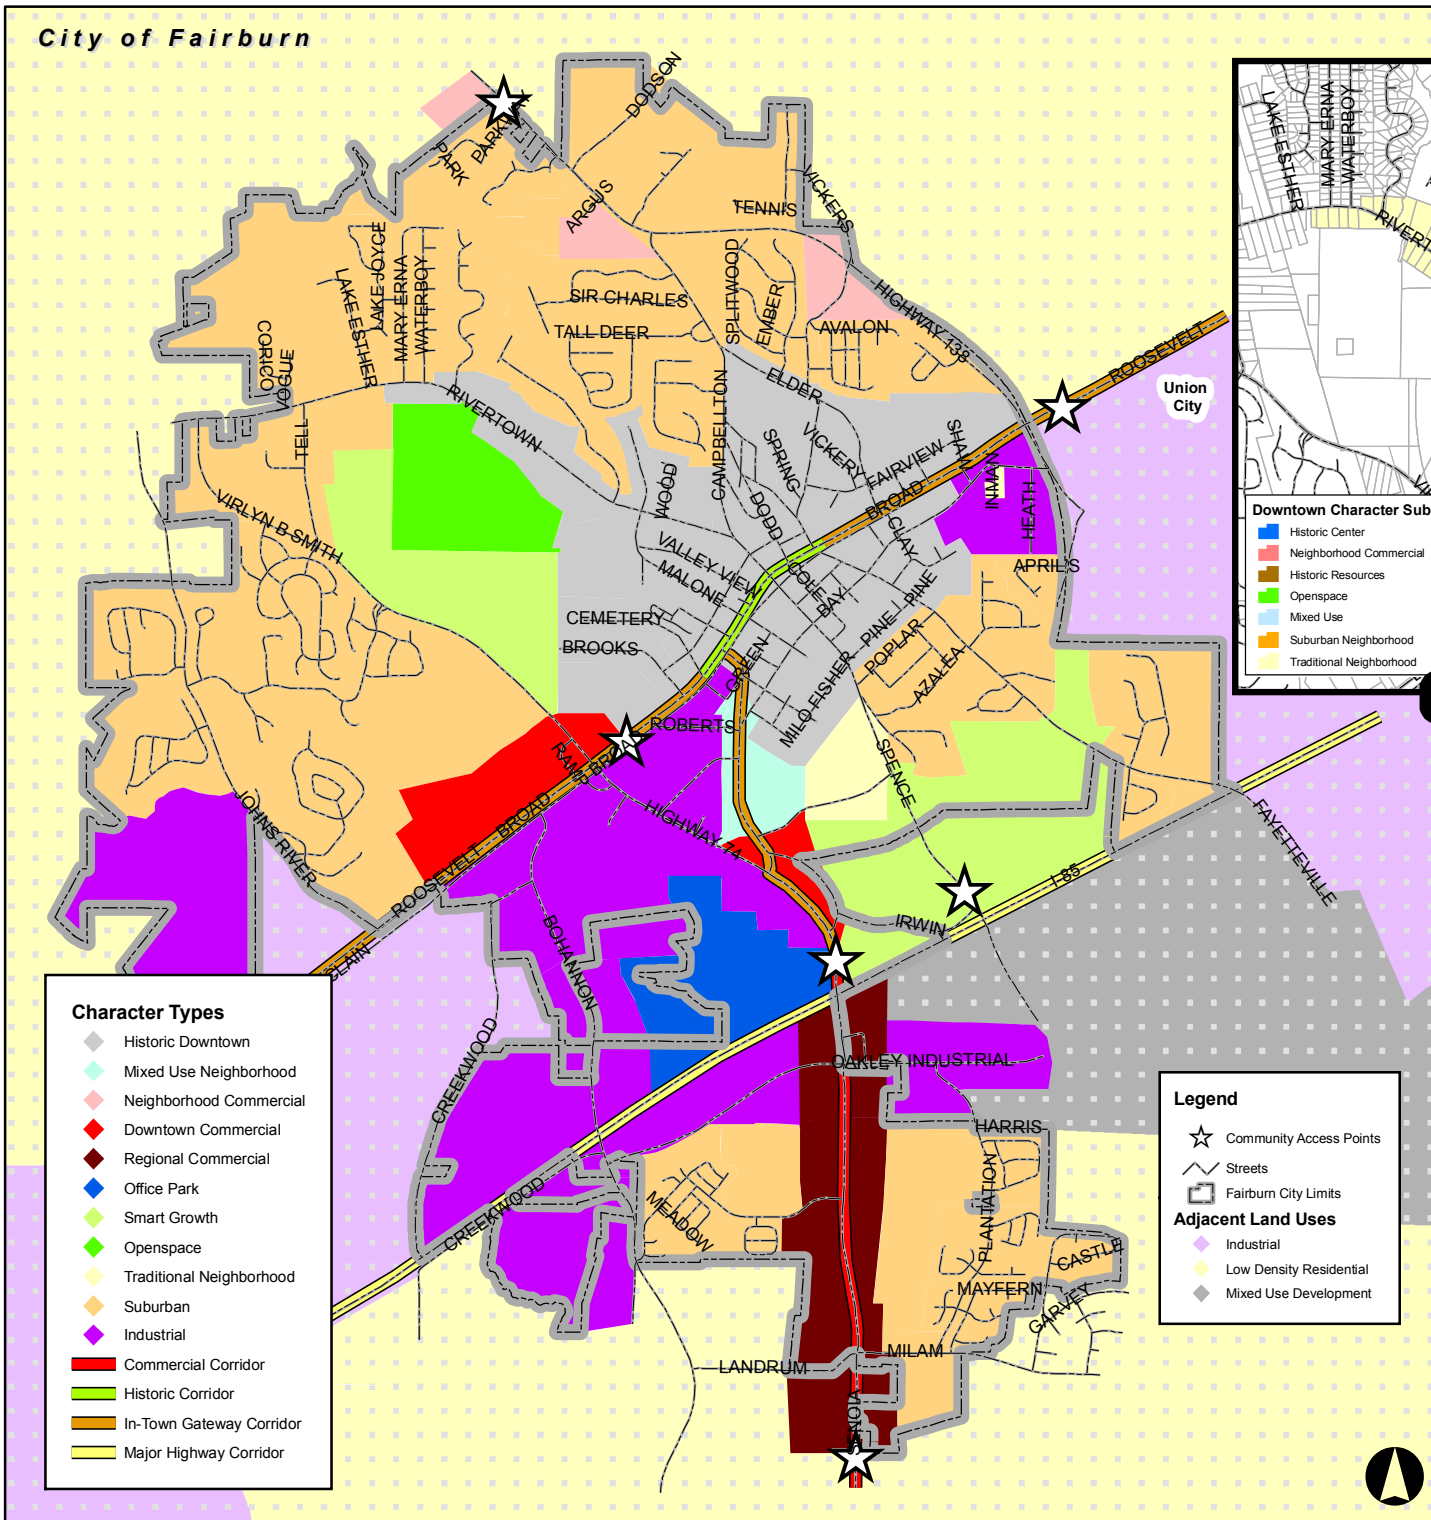 City of Fairburn
DODSON
PARK
ARGUS
TENNIS
VICKERS
LAKE JOYCE
LAKE ESTHER
MARY ERNA
WATERBOY
SPLITWOOD
EMBER
SIR CHARLES
TALL DEER
AVALON
HIGHWAY 138
ROOSEVELT
Union
City
CORICO
VOGUE
TELL
RIVERTOWN
ELDER
CAMPBELLTON
VICKERY
SPRING
FAIRVIEW
SHAW
INMAN
HEATH
WOOD
DODD
BROAD
CLAY
VIRLYN B SMITH
VALLEY VIEW
MALONE
COLE
BAY
PINE
PINE
APRIL'S
CEMETERY
BROOKS
GREEN
FISHER
MILO
POPLAR
AZALEA
ROBERTS
RAMP
BROAD
SPENCE
HIGHWAY 74
JOHNS RIVER
ROOSEVELT
BROAD
FAYETTEVILLE
I-85
IRWIN
BOHANNON
CREEKWOOD
OAKLEY INDUSTRIAL
HARRIS
PLANTATION
CREEKWOOD
MEADOW
CASTLE
MAYFERN
GARVEY
MILAM
LANDRUM
LAKE ESTHER
MARY ERNA
WATERBOY
Downtown Character Sub
Historic Center
Neighborhood Commercial
Historic Resources
Openspace
Mixed Use
Suburban Neighborhood
Traditional Neighborhood
Character Types
Historic Downtown
Mixed Use Neighborhood
Neighborhood Commercial
Downtown Commercial
Regional Commercial
Office Park
Smart Growth
Openspace
Traditional Neighborhood
Suburban
Industrial
Commercial Corridor
Historic Corridor
In-Town Gateway Corridor
Major Highway Corridor
Legend
Community Access Points
Streets
Fairburn City Limits
Adjacent Land Uses
Industrial
Low Density Residential
Mixed Use Development